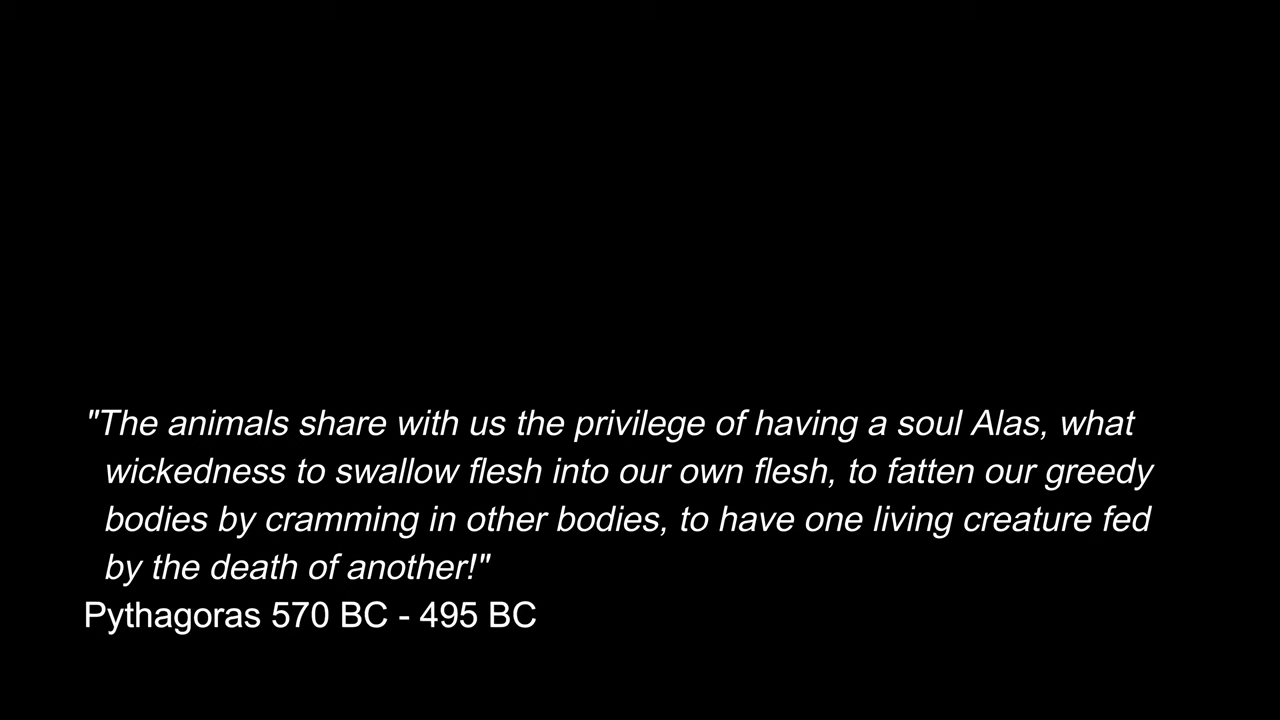 "The animals share with us the privilege of having a soul Alas, what
wickedness to swallow flesh into our own flesh, to fatten our greedy
bodies by cramming in other bodies, to have one living creature fed
by the death of another!"
Pythagoras 570 BC - 495 BC